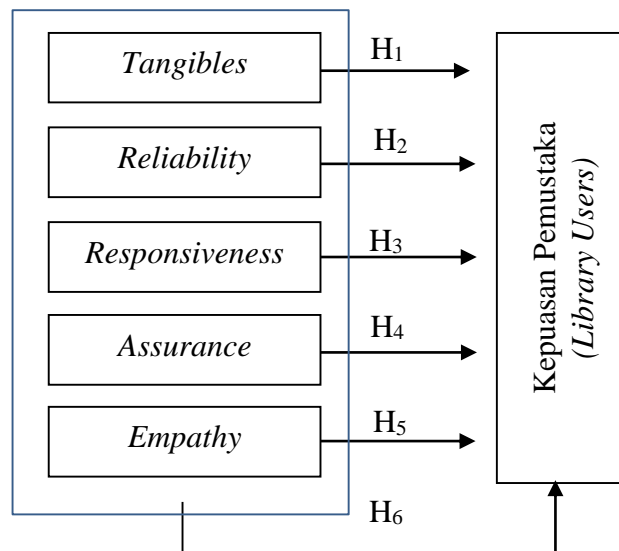 Tangibles
H₁
Reliability
H₂
Responsiveness
H₃
Assurance
H₄
Empathy
H₅
H₆
Kepuasan Pemustaka
(Library Users)